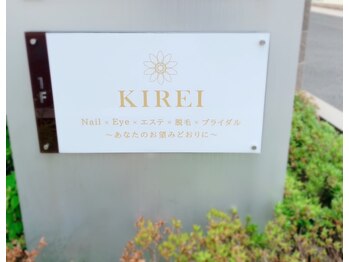 KIREI
Nail × Eye × エステ × 脱毛 × ブライダル
～あなたのお望みどおりに～